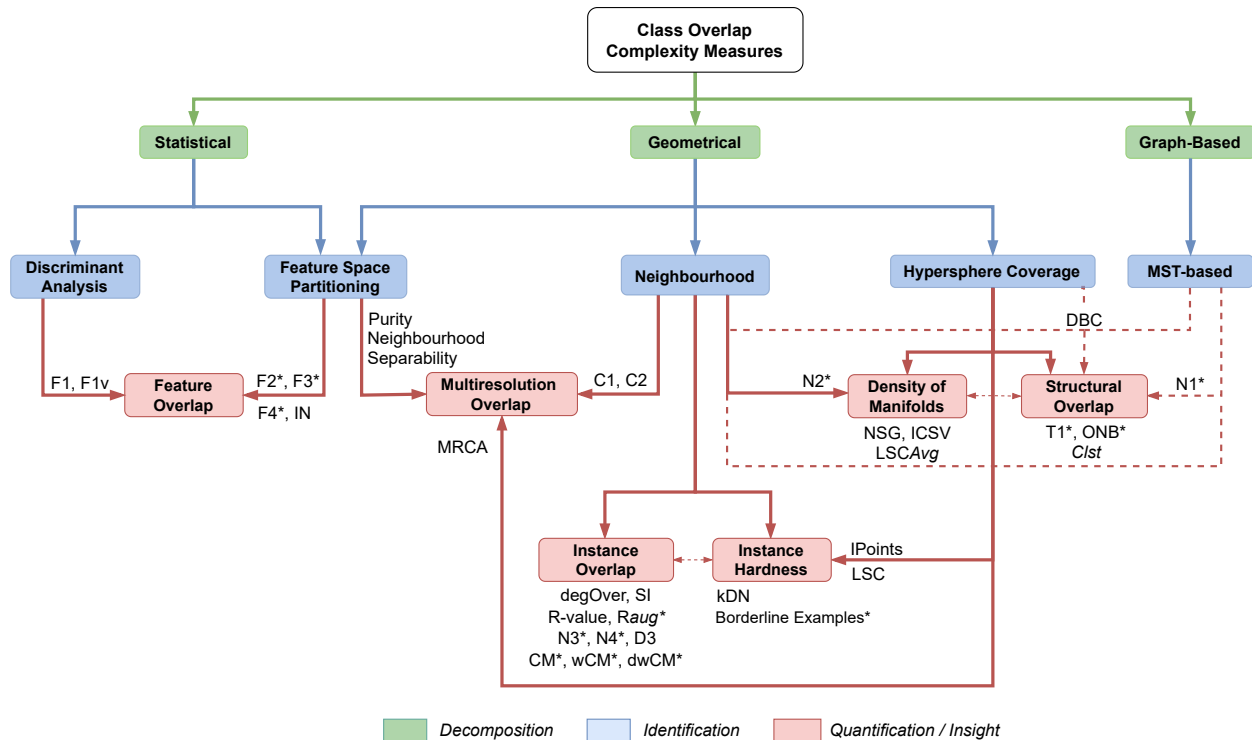 Class Overlap
Complexity Measures
Statistical
Geometrical
Graph-Based
Discriminant
Analysis
Feature Space
Partitioning
Neighbourhood
Hypersphere Coverage
MST-based
Purity
Neighbourhood
Separability
DBC
F1, F1v
Feature
Overlap
F2*, F3*
F4*, IN
Multiresolution
Overlap
C1, C2
N2*
Density of
Manifolds
Structural
Overlap
N1*
NSG, ICSV
LSCAvg
T1*, ONB*
Clst
MRCA
Instance
Overlap
Instance
Hardness
IPoints
LSC
degOver, SI
R-value, Raug*
N3*, N4*, D3
CM*, wCM*, dwCM*
kDN
Borderline Examples*
Decomposition
Identification
Quantification / Insight